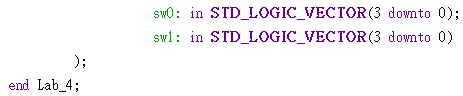 sw0: in STD_LOGIC_VECTOR(3 downto 0);
sw1: in STD_LOGIC_VECTOR(3 downto 0)
);
end Lab_4;